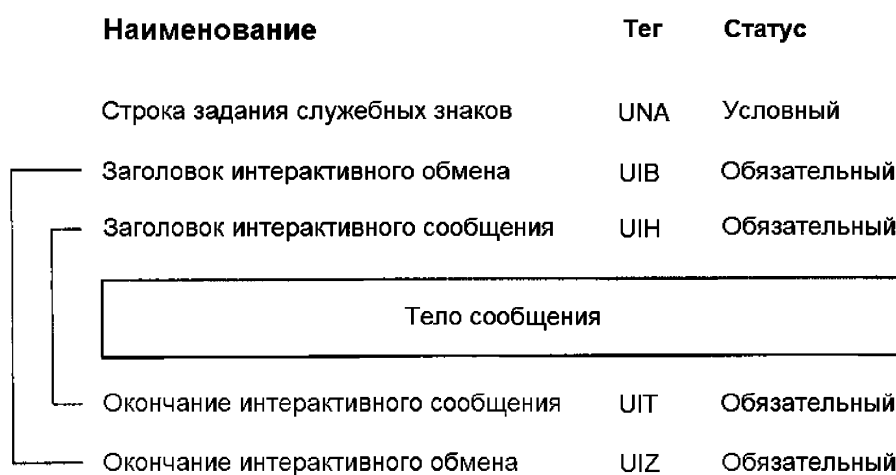 Наименование Тег Статус
Строка задания служебных знаков UNA Условный
Заголовок интерактивного обмена UIB Обязательный
Заголовок интерактивного сообщения UIH Обязательный
Тело сообщения
Окончание интерактивного сообщения UIT Обязательный
Окончание интерактивного обмена UIZ Обязательный